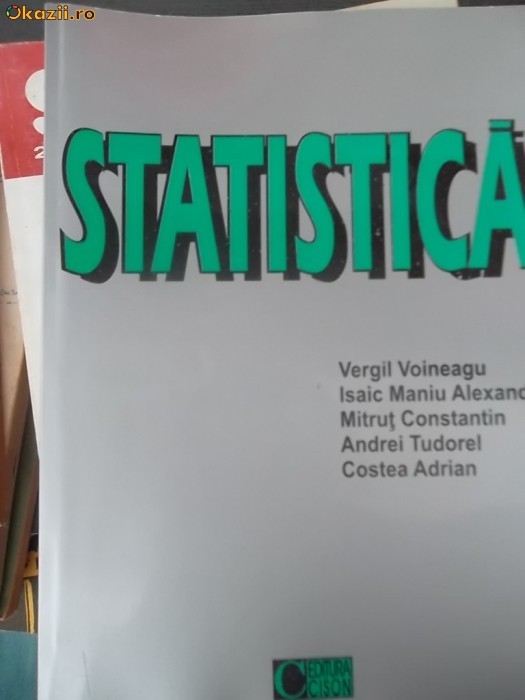 Okazii.ro
STATISTICĂ
Vergil Voineagu
Isaic Maniu Alexand
Mitruţ Constantin
Andrei Tudorel
Costea Adrian
EDITURA
CISON